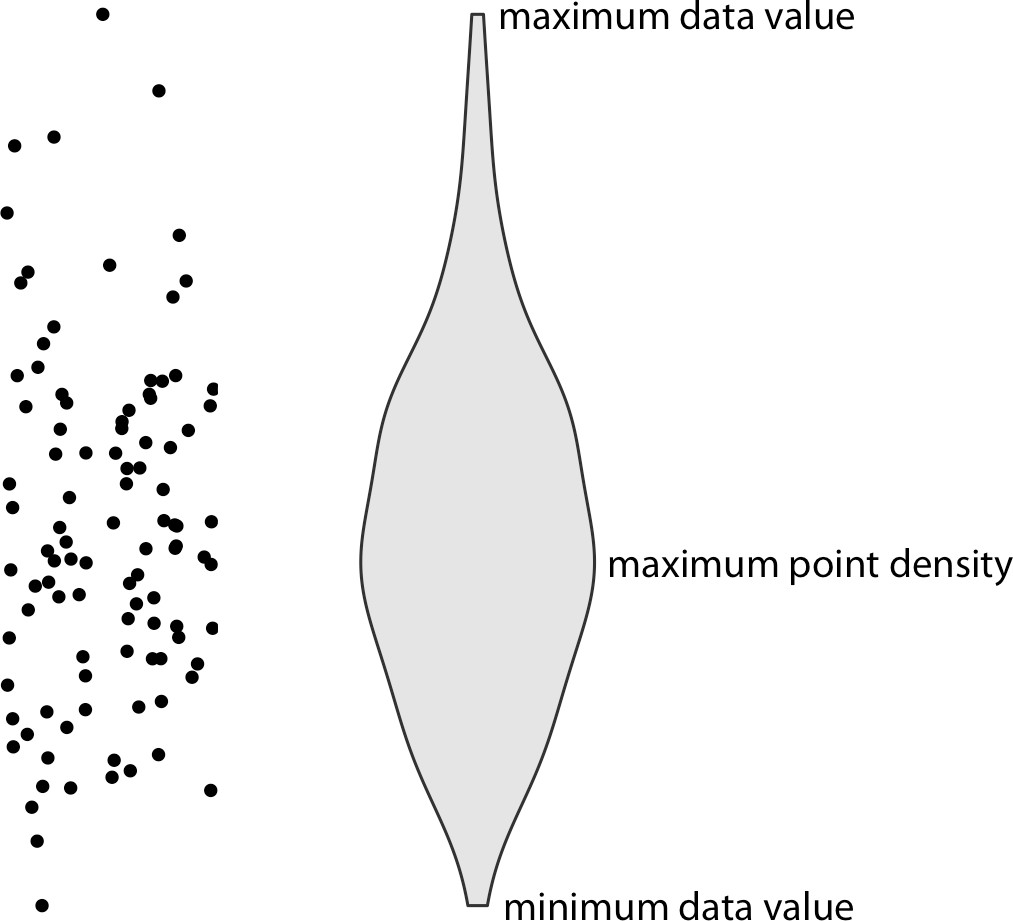 maximum data value
maximum point density
minimum data value